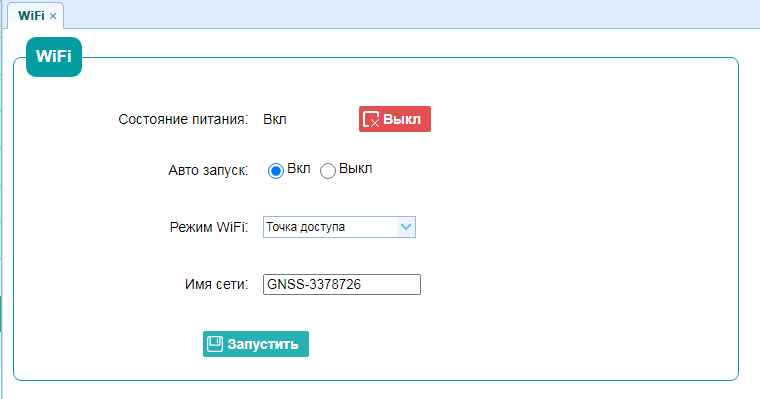 WiFi ×
WiFi
Состояние питания: Вкл Выкл
Авто запуск: Вкл Выкл
Режим WiFi: Точка доступа
Имя сети: GNSS-3378726
Запустить